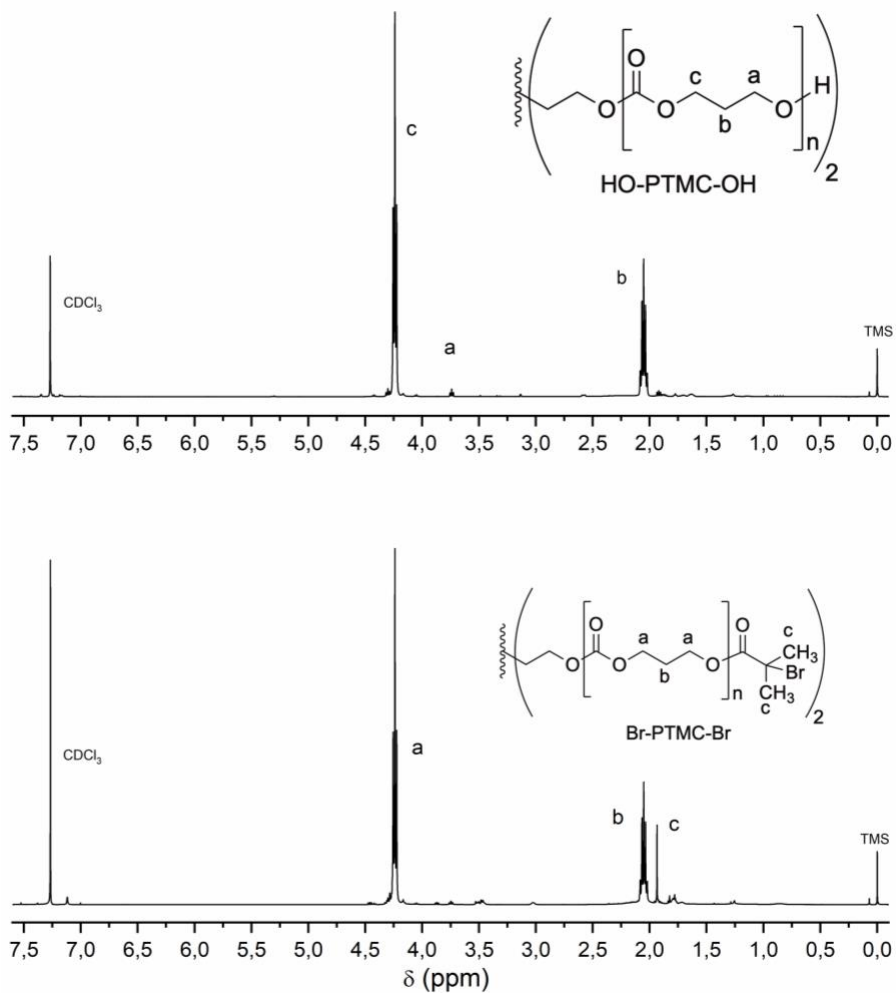 O
c a
O O O H
b n
2
HO-PTMC-OH
c
CDCl₃
a
b
TMS
7,5 7,0 6,5 6,0 5,5 5,0 4,5 4,0 3,5 3,0 2,5 2,0 1,5 1,0 0,5 0,0
O a a O c
CH₃
O O b O Br
n CH₃
c 2
Br-PTMC-Br
CDCl₃
a
b c
TMS
7,5 7,0 6,5 6,0 5,5 5,0 4,5 4,0 3,5 3,0 2,5 2,0 1,5 1,0 0,5 0,0
δ (ppm)